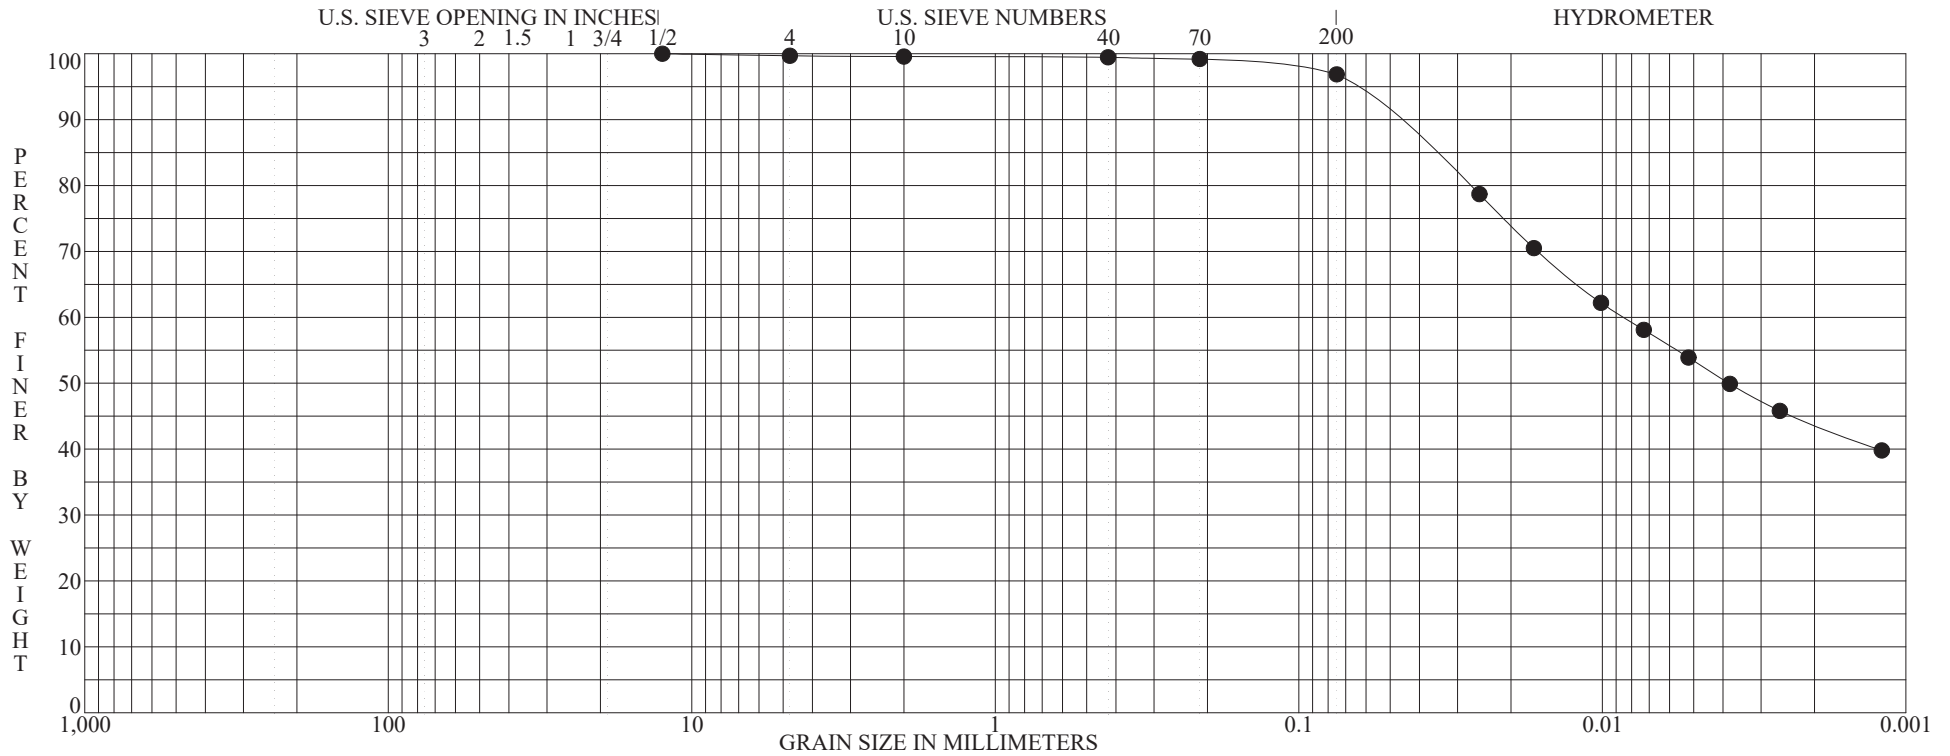 U.S. SIEVE OPENING IN INCHES
U.S. SIEVE NUMBERS
HYDROMETER
3 2 1.5 1 3/4 1/2 4 10 40 70 200
100
90
80
70
60
50
40
30
20
10
0
PERCENT FINER BY WEIGHT
1,000 100 10 1 0.1 0.01 0.001
GRAIN SIZE IN MILLIMETERS